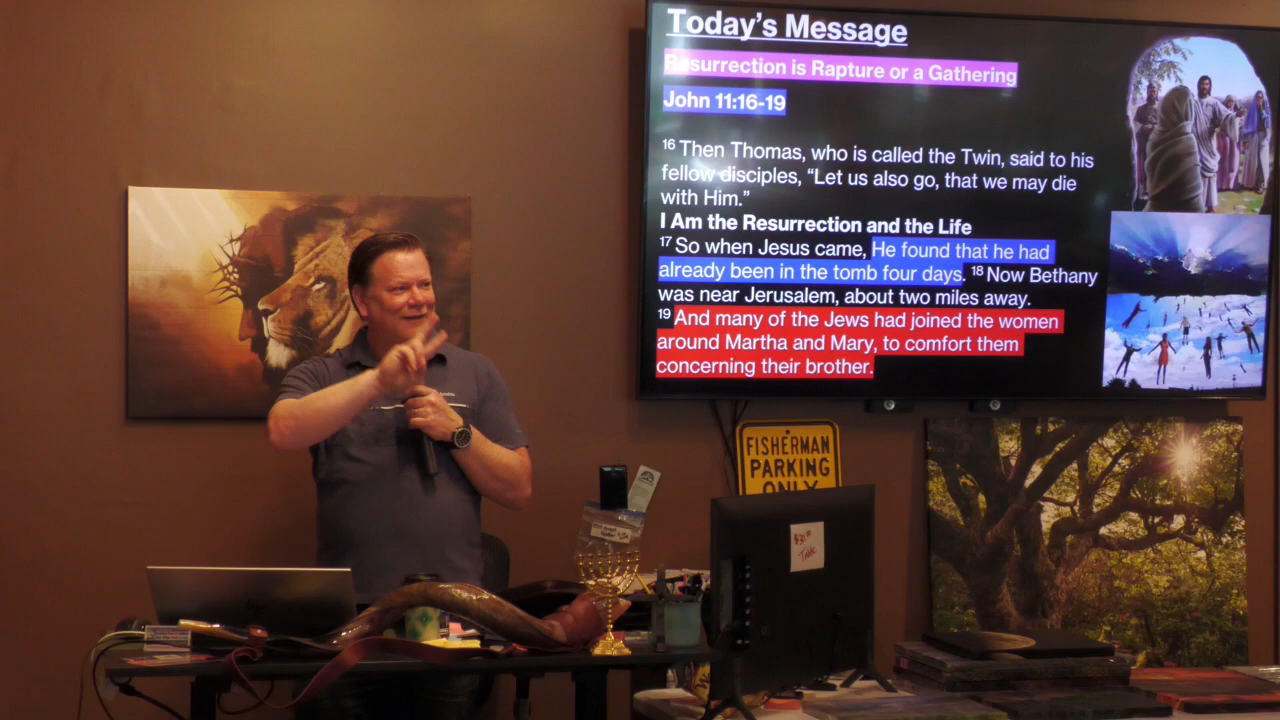 Today's Message
Resurrection is Rapture or a Gathering
John 11:16-19
16 Then Thomas, who is called the Twin, said to his
fellow disciples, “Let us also go, that we may die
with Him.”
I Am the Resurrection and the Life
17 So when Jesus came, He found that he had
already been in the tomb four days. 18 Now Bethany
was near Jerusalem, about two miles away.
19 And many of the Jews had joined the women
around Martha and Mary, to comfort them
concerning their brother.
FISHERMAN
PARKING
ONLY
Table